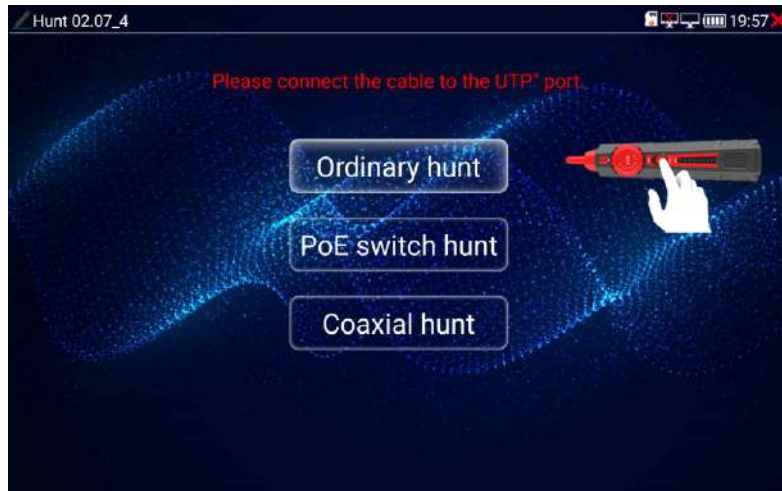 Hunt 02.07_4
19:57
Please connect the cable to the UTP" port.
Ordinary hunt
PoE switch hunt
Coaxial hunt